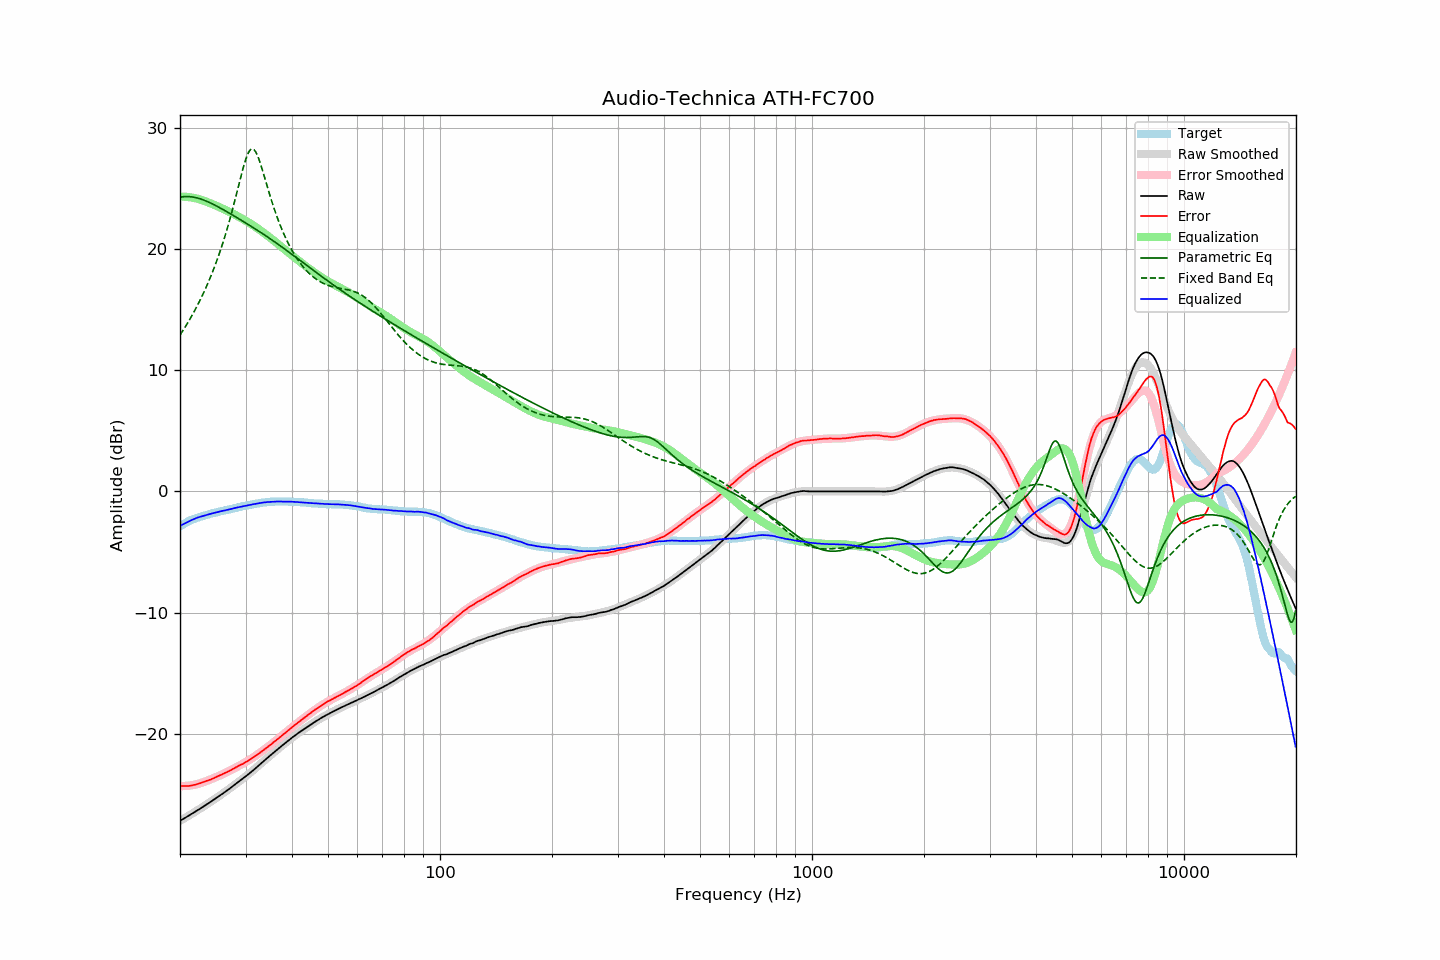 Audio-Technica ATH-FC700
30
20
10
0
−10
−20
Amplitude (dBr)
Target
Raw Smoothed
Error Smoothed
Raw
Error
Equalization
Parametric Eq
Fixed Band Eq
Equalized
100
1000
10000
Frequency (Hz)